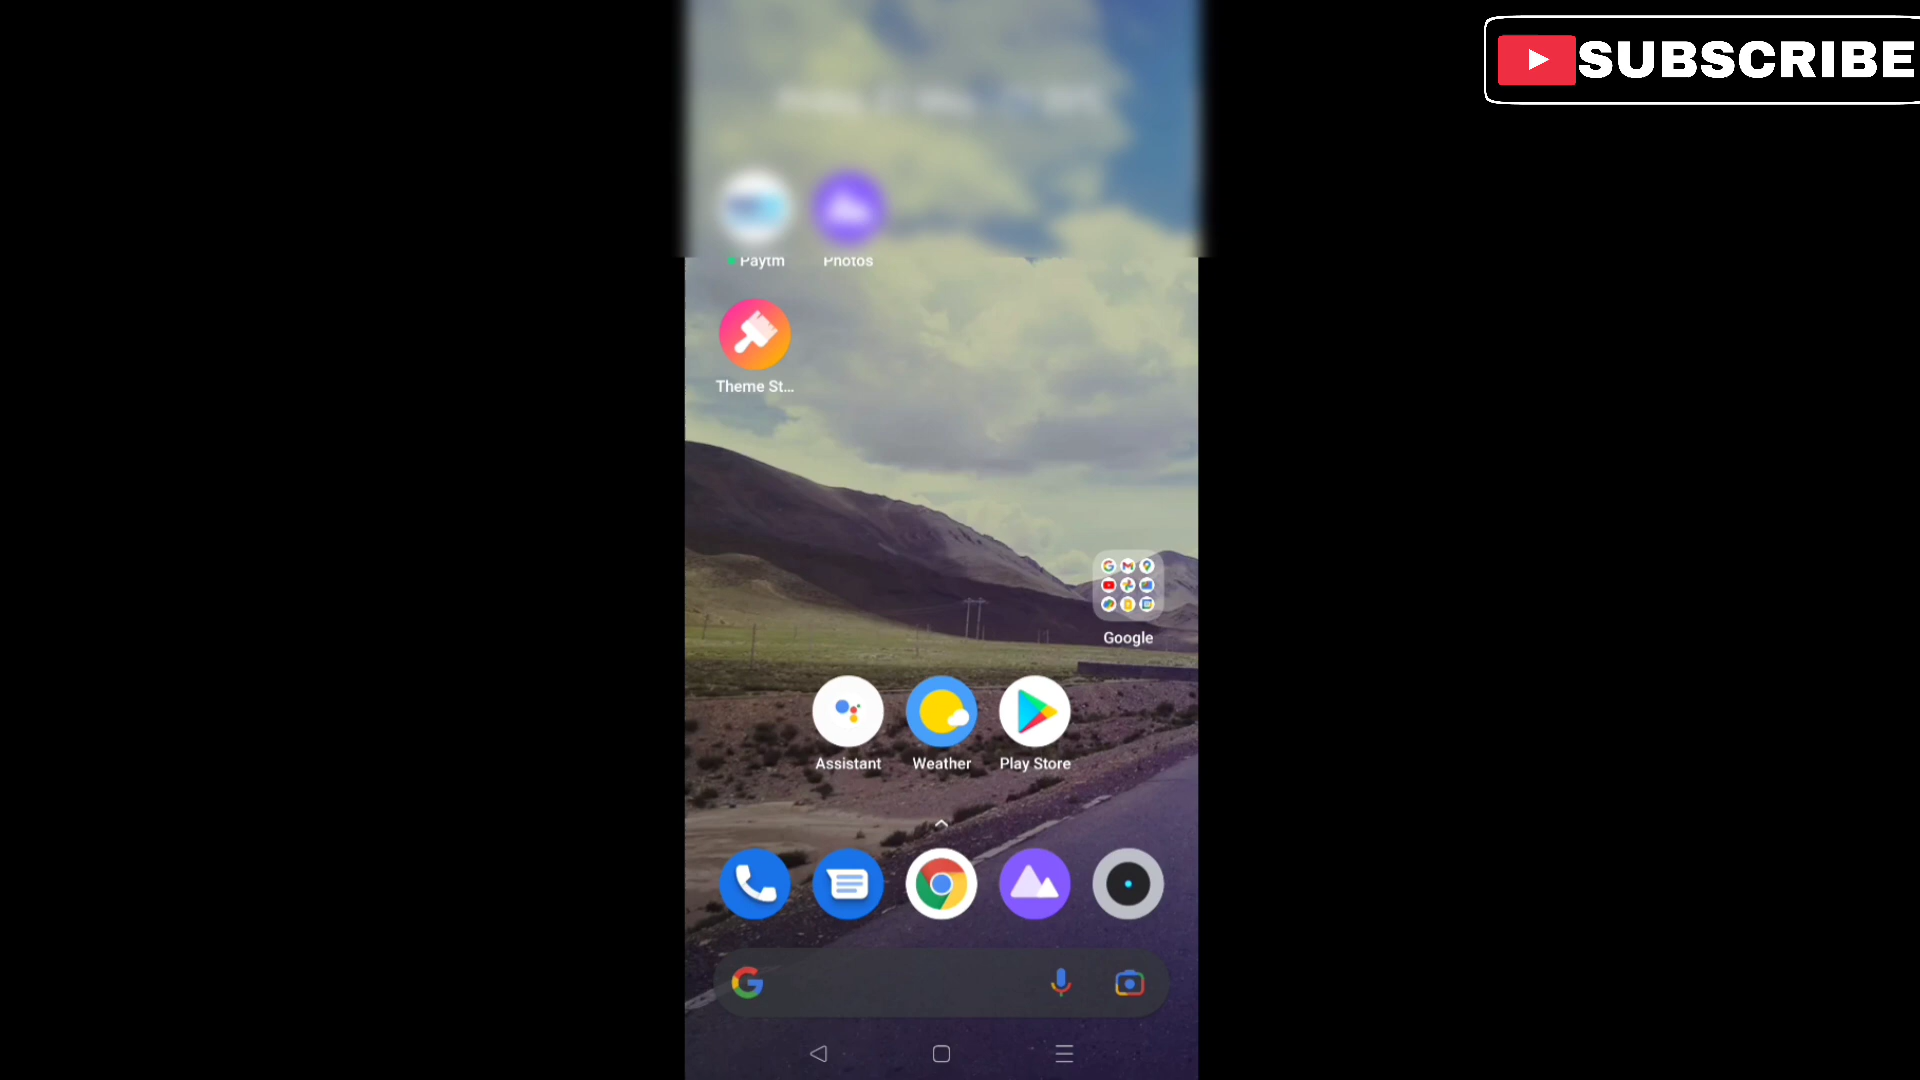 SUBSCRIBE
Paytm Photos
Theme St...
Google
Assistant Weather Play Store